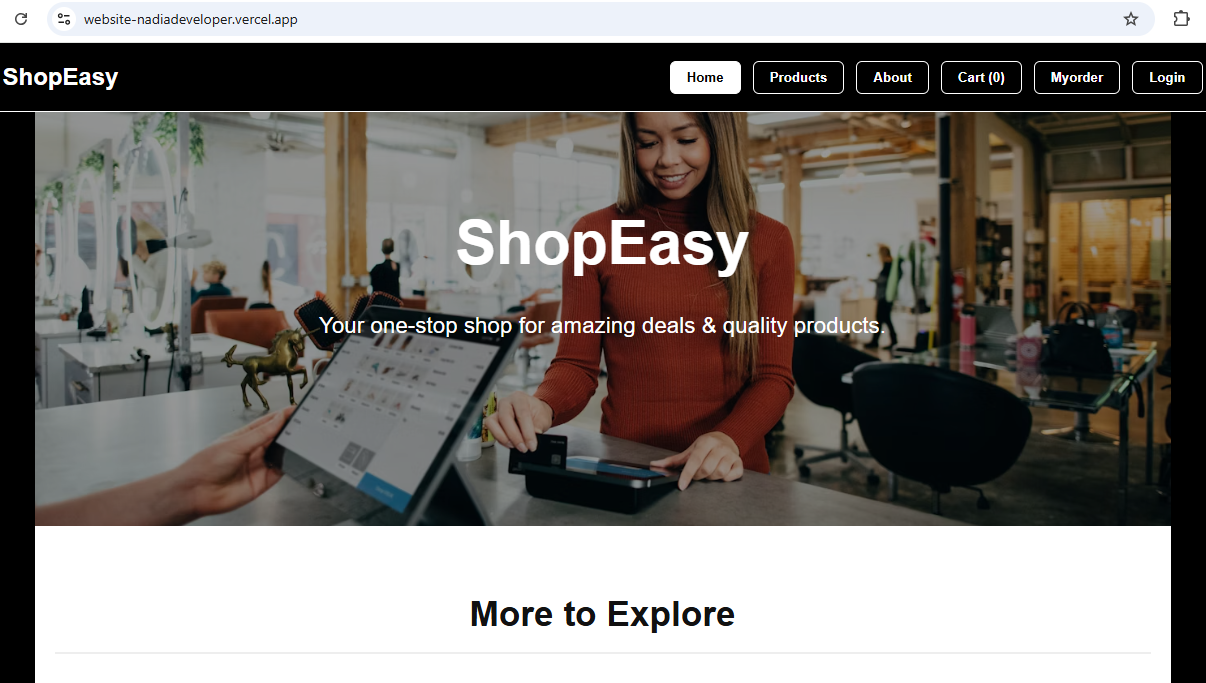 website-nadiadeveloper.vercel.app
ShopEasy
Home Products About Cart (0) Myorder Login
ShopEasy
Your one-stop shop for amazing deals & quality products.
More to Explore